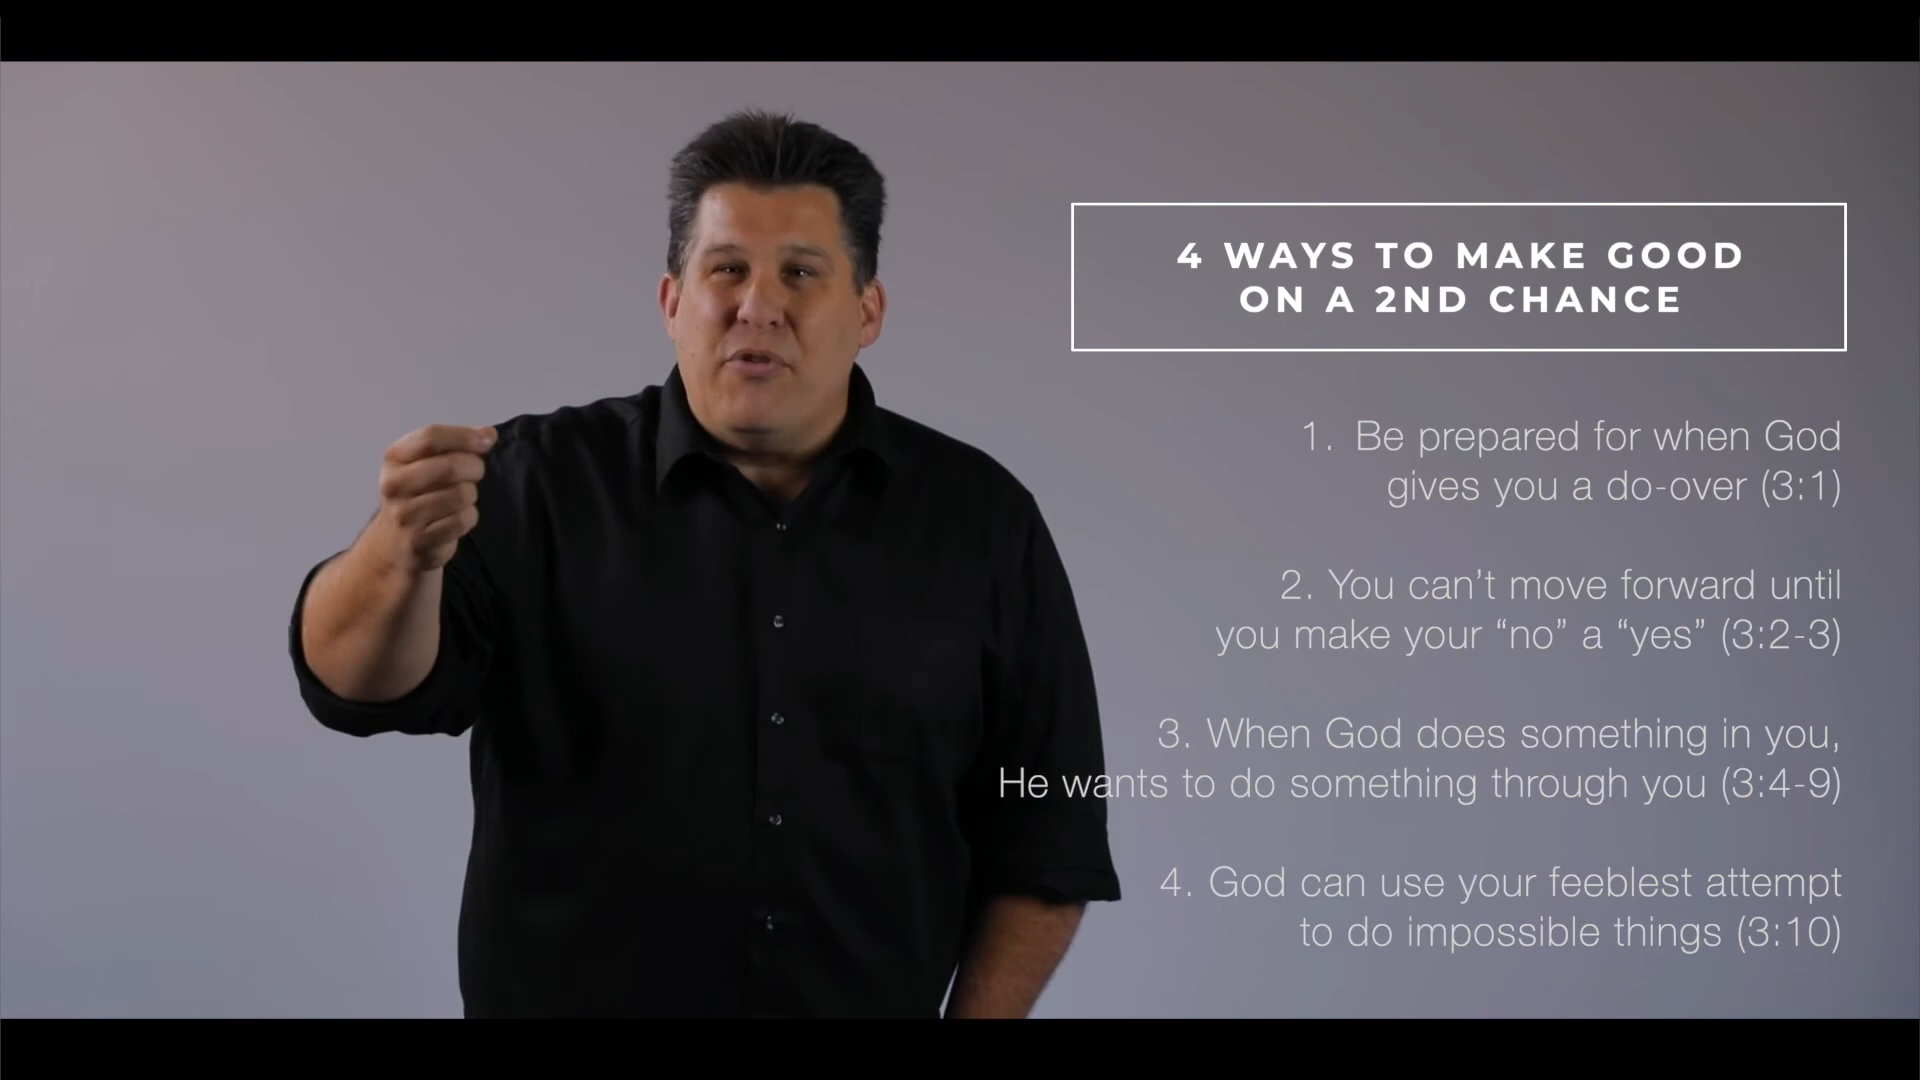 4 WAYS TO MAKE GOOD
ON A 2ND CHANCE
1. Be prepared for when God
gives you a do-over (3:1)
2. You can’t move forward until
you make your “no” a “yes” (3:2-3)
3. When God does something in you,
He wants to do something through you (3:4-9)
4. God can use your feeblest attempt
to do impossible things (3:10)